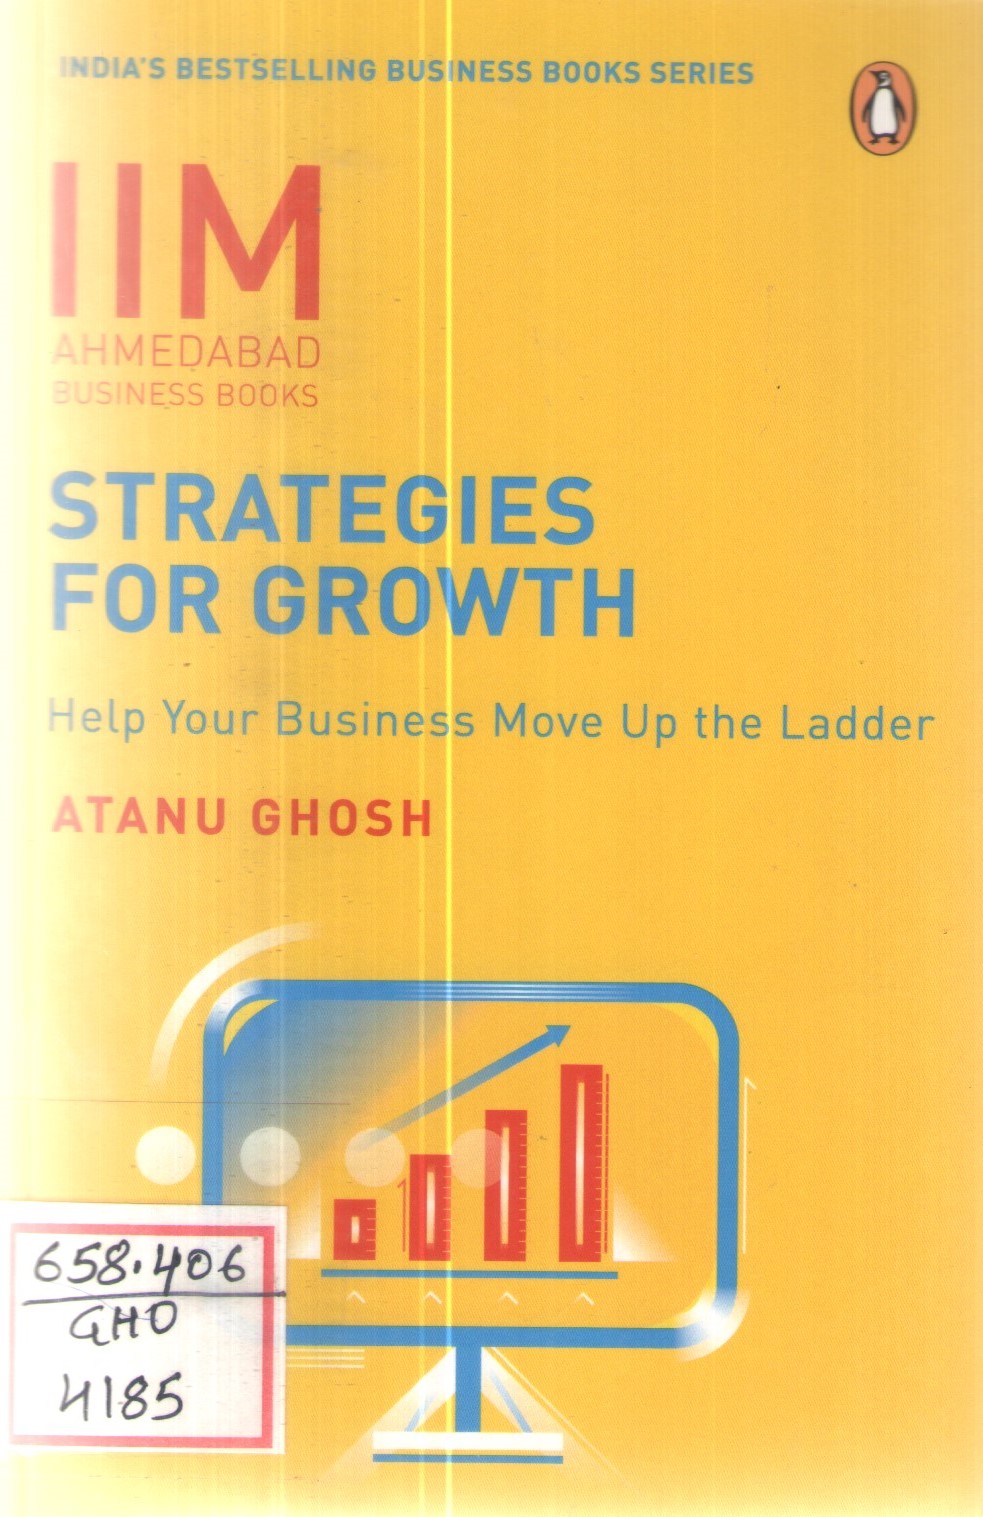 INDIA'S BESTSELLING BUSINESS BOOKS SERIES
IIM
AHMEDABAD
BUSINESS BOOKS
STRATEGIES
FOR GROWTH
Help Your Business Move Up the Ladder
ATANU GHOSH
658.406
GHO
4185